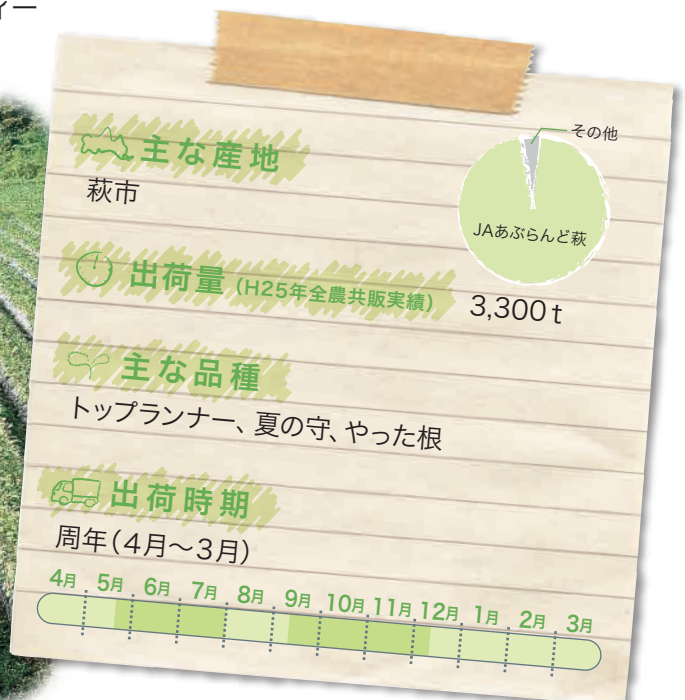 ィー
主な産地
萩市
その他
JAあぶらんど萩
出荷量(H25年全農共販実績) 3,300t
主な品種
トップランナー、夏の守、やった根
出荷時期
周年(4月〜3月)
4月 5月 6月 7月 8月 9月 10月 11月 12月 1月 2月 3月